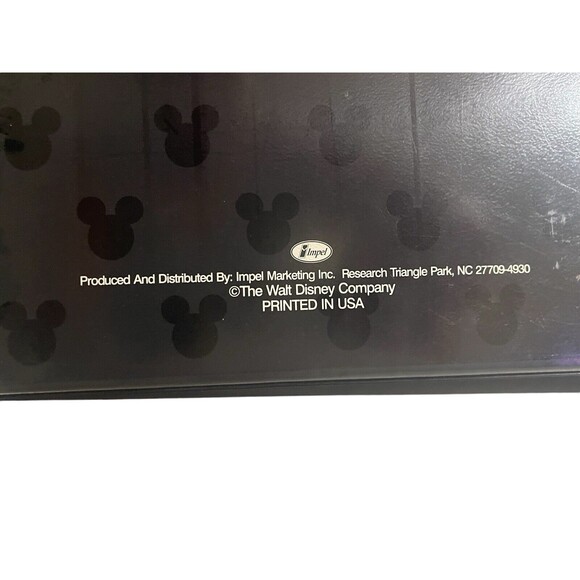 Impel
Produced And Distributed By: Impel Marketing Inc. Research Triangle Park, NC 27709-4930
©The Walt Disney Company
PRINTED IN USA